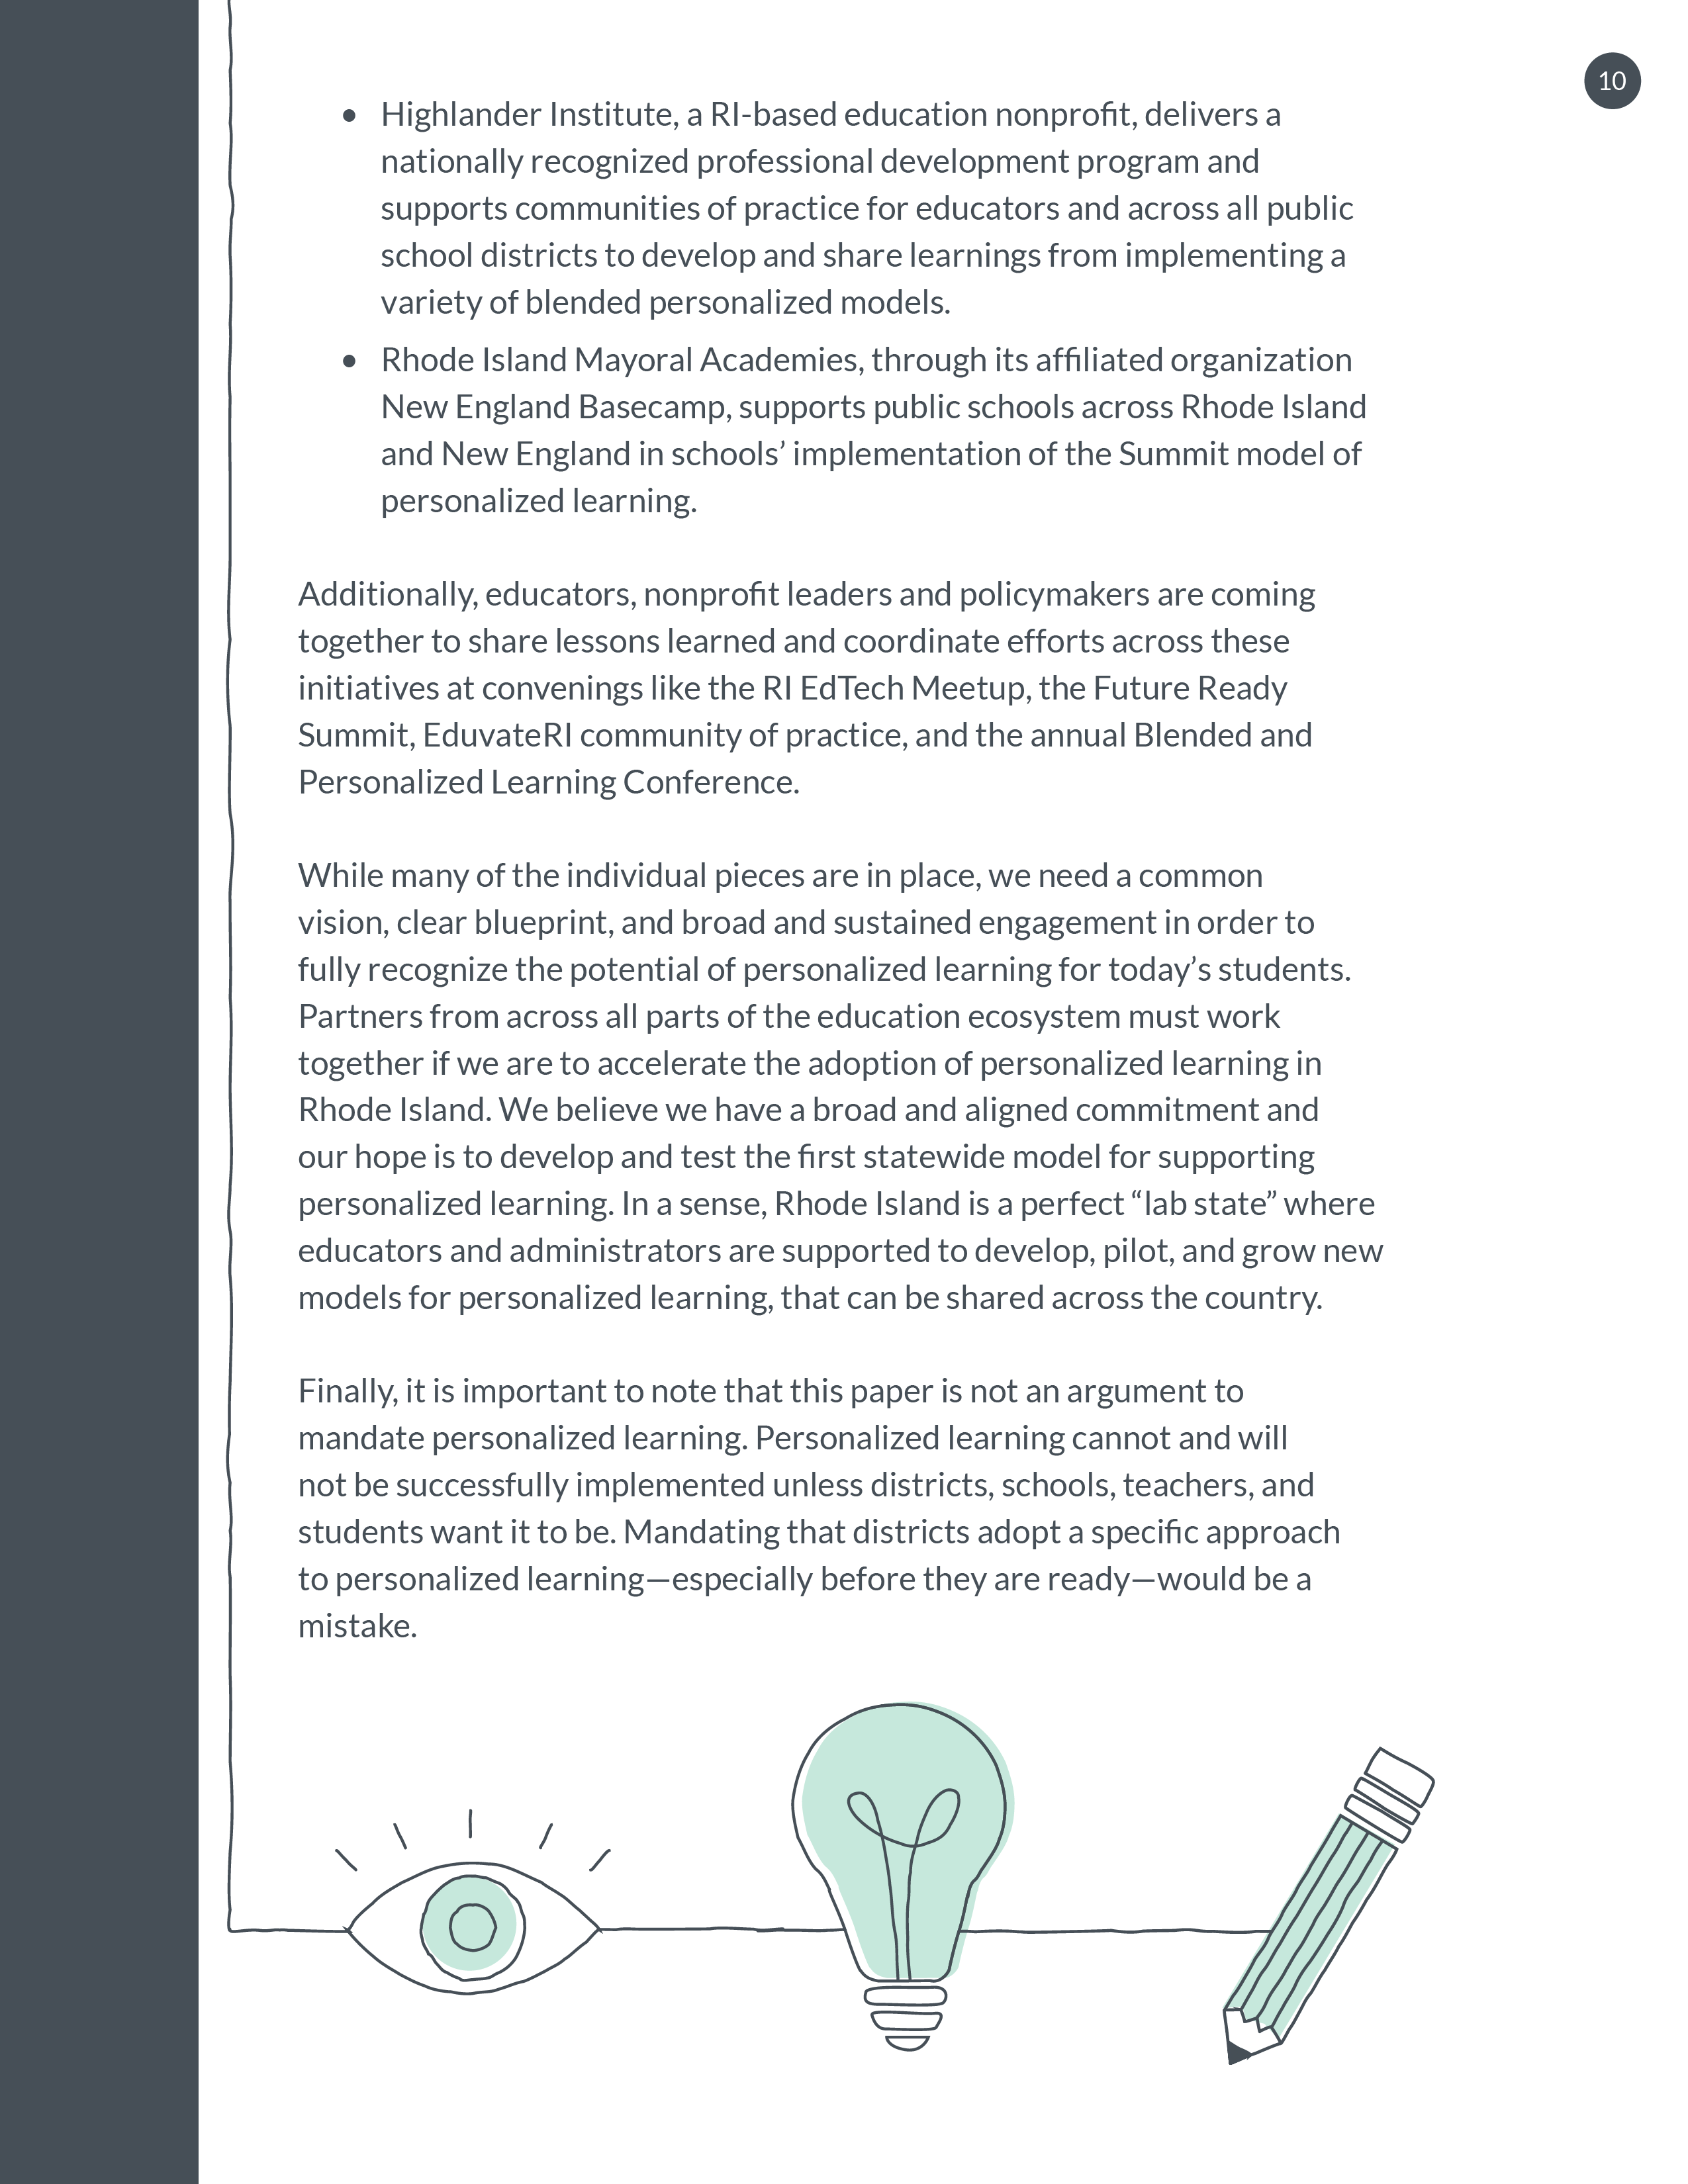 10
• Highlander Institute, a RI-based education nonprofit, delivers a
nationally recognized professional development program and
supports communities of practice for educators and across all public
school districts to develop and share learnings from implementing a
variety of blended personalized models.
• Rhode Island Mayoral Academies, through its affiliated organization
New England Basecamp, supports public schools across Rhode Island
and New England in schools’ implementation of the Summit model of
personalized learning.
Additionally, educators, nonprofit leaders and policymakers are coming
together to share lessons learned and coordinate efforts across these
initiatives at convenings like the RI EdTech Meetup, the Future Ready
Summit, EduvateRI community of practice, and the annual Blended and
Personalized Learning Conference.
While many of the individual pieces are in place, we need a common
vision, clear blueprint, and broad and sustained engagement in order to
fully recognize the potential of personalized learning for today’s students.
Partners from across all parts of the education ecosystem must work
together if we are to accelerate the adoption of personalized learning in
Rhode Island. We believe we have a broad and aligned commitment and
our hope is to develop and test the first statewide model for supporting
personalized learning. In a sense, Rhode Island is a perfect “lab state” where
educators and administrators are supported to develop, pilot, and grow new
models for personalized learning, that can be shared across the country.
Finally, it is important to note that this paper is not an argument to
mandate personalized learning. Personalized learning cannot and will
not be successfully implemented unless districts, schools, teachers, and
students want it to be. Mandating that districts adopt a specific approach
to personalized learning—especially before they are ready—would be a
mistake.